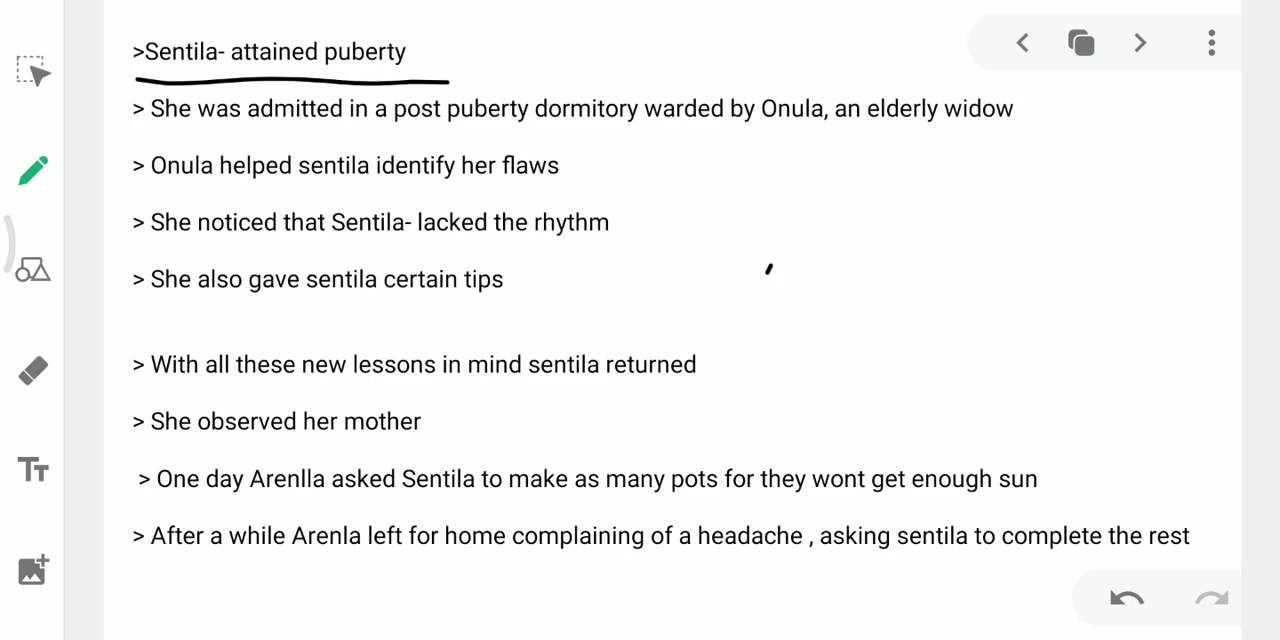 >Sentila- attained puberty
> She was admitted in a post puberty dormitory warded by Onula, an elderly widow
> Onula helped sentila identify her flaws
> She noticed that Sentila- lacked the rhythm
> She also gave sentila certain tips
> With all these new lessons in mind sentila returned
> She observed her mother
> One day Arenlla asked Sentila to make as many pots for they wont get enough sun
> After a while Arenla left for home complaining of a headache , asking sentila to complete the rest
TT